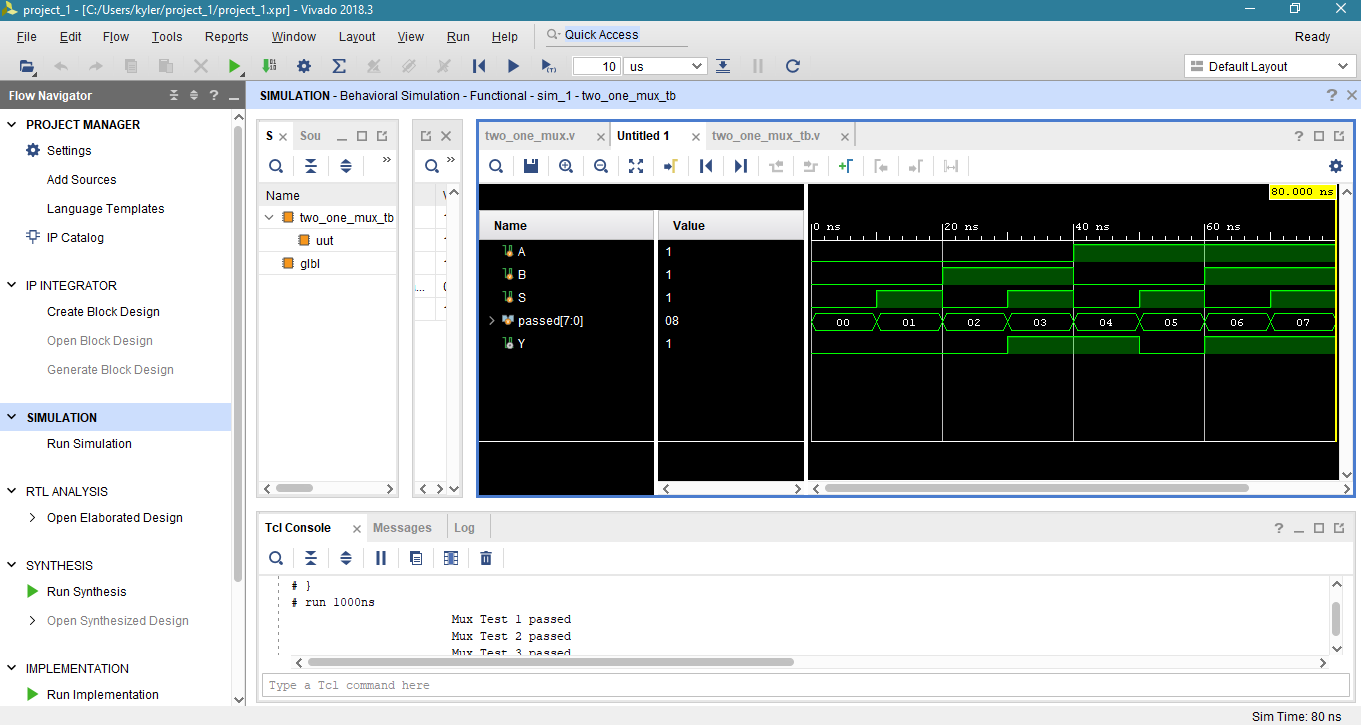 project_1 - [C:/Users/kyler/project_1/project_1.xpr] - Vivado 2018.3
File Edit Flow Tools Reports Window Layout View Run Help Quick Access Ready
10 us Default Layout
Flow Navigator
SIMULATION - Behavioral Simulation - Functional - sim_1 - two_one_mux_tb
PROJECT MANAGER
Settings
Add Sources
Language Templates
IP Catalog
IP INTEGRATOR
Create Block Design
Open Block Design
Generate Block Design
SIMULATION
Run Simulation
RTL ANALYSIS
Open Elaborated Design
SYNTHESIS
Run Synthesis
Open Synthesized Design
IMPLEMENTATION
Run Implementation
S Sou
Name
two_one_mux_tb
uut
glbl
two_one_mux.v Untitled 1 two_one_mux_tb.v
80.000 ns
Name Value
0 ns 20 ns 40 ns 60 ns
A 1
B 1
S 1
passed[7:0] 08 00 01 02 03 04 05 06 07
Y 1
Tcl Console Messages Log
# }
# run 1000ns
Mux Test 1 passed
Mux Test 2 passed
Mux Test 3 passed
Type a Tcl command here
Sim Time: 80 ns